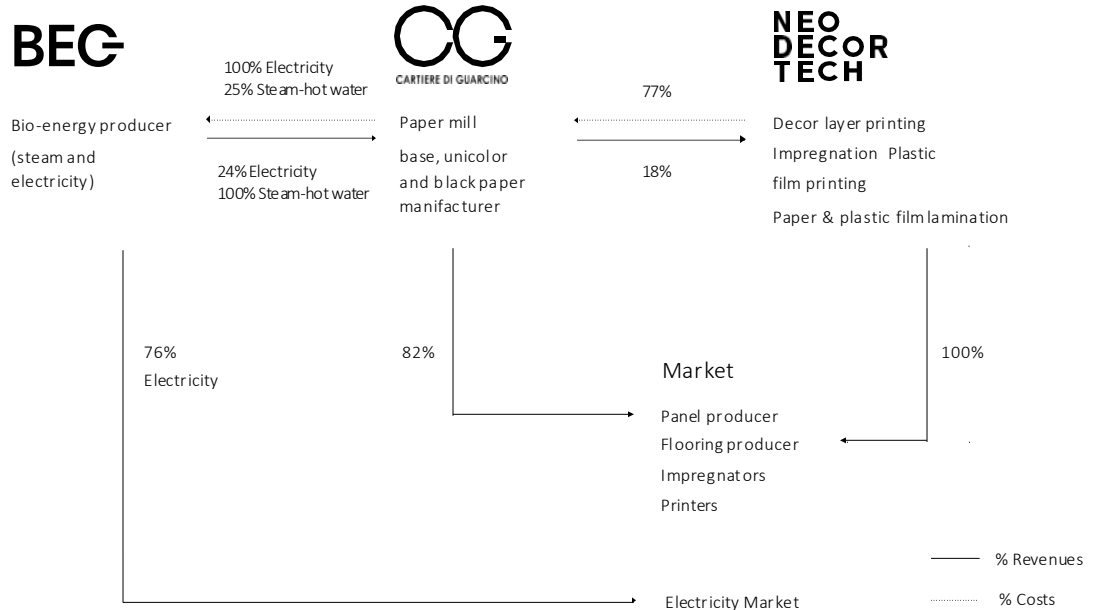 BEG
CG
CARTIERE DI GUARCINO
NEO
DECOR
TECH
100% Electricity
25% Steam-hot water
77%
Bio-energy producer
(steam and
electricity)
Paper mill
base, unicolor
and black paper
manifacturer
Decor layer printing
Impregnation Plastic
film printing
Paper & plastic film lamination
24% Electricity
100% Steam-hot water
18%
76%
Electricity
82%
100%
Market
Panel producer
Flooring producer
Impregnators
Printers
% Revenues
% Costs
Electricity Market